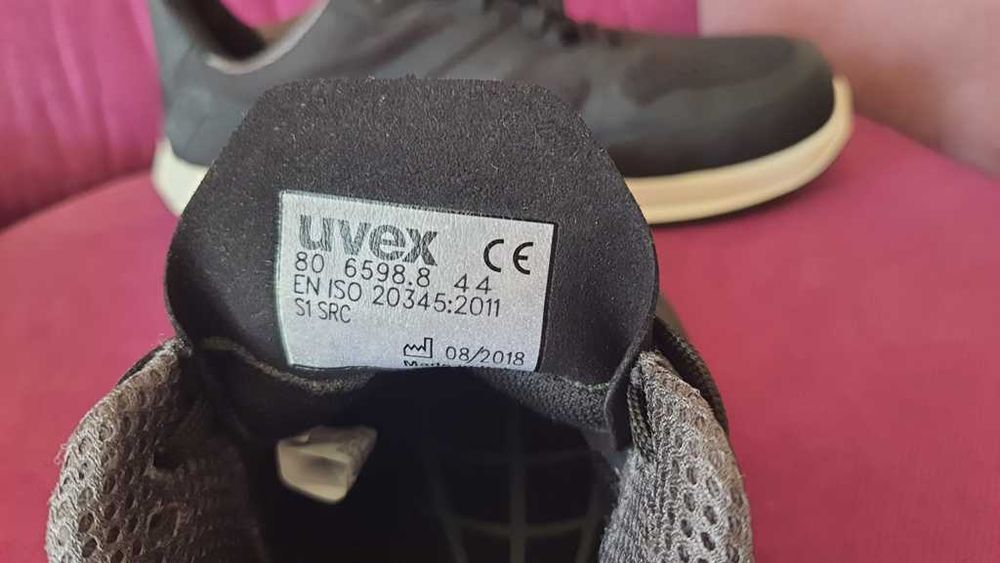 uvex CE
80 6598.8 44
EN ISO 20345:2011
S1 SRC
08/2018